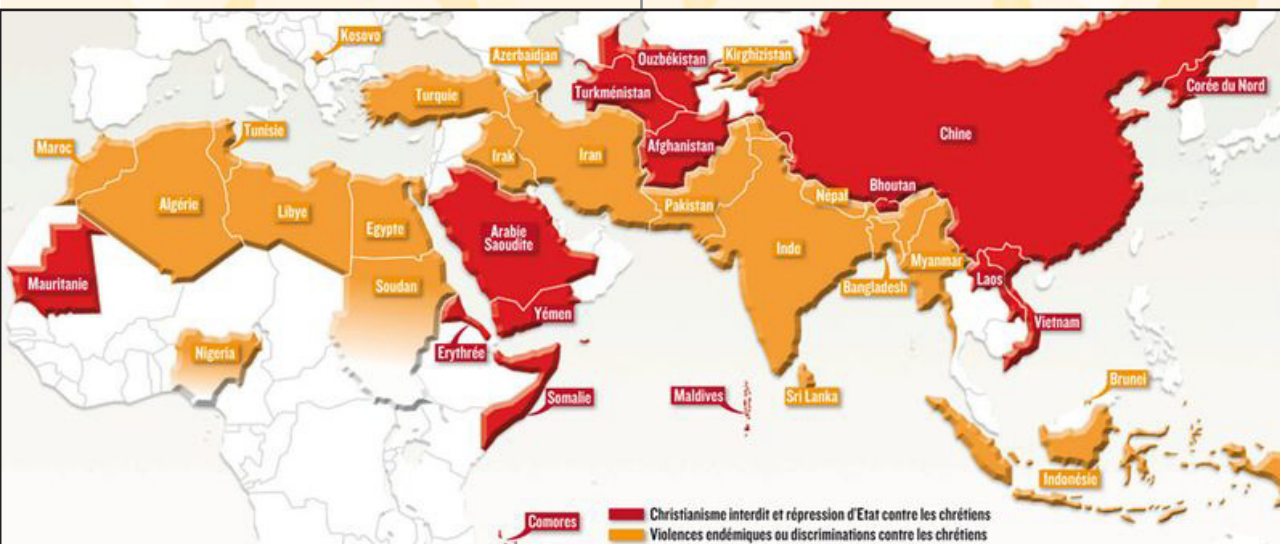 Kosovo
Azerbaïdjan
Ouzbékistan
Kirghizistan
Turquie
Turkménistan
Corée du Nord
Tunisie
Maroc
Chine
Afghanistan
Irak
Iran
Bhoutan
Népal
Algérie
Libye
Pakistan
Egypte
Arabie
Saoudite
Inde
Myanmar
Mauritanie
Soudan
Bangladesh
Laos
Yémen
Vietnam
Nigeria
Erythrée
Brunei
Somalie
Maldives
Sri Lanka
Indonésie
Comores
Christianisme interdit et répression d'Etat contre les chrétiens
Violences endémiques ou discriminations contre les chrétiens